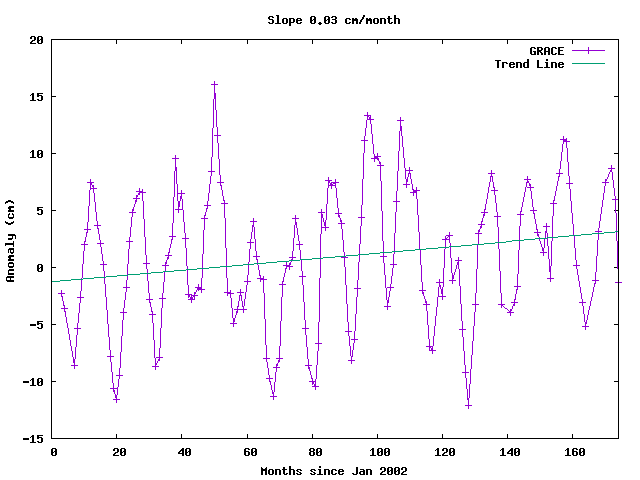 Slope 0.03 cm/month
GRACE
Trend Line
Anomaly (cm)
20
15
10
5
0
-5
-10
-15
0 20 40 60 80 100 120 140 160
Months since Jan 2002